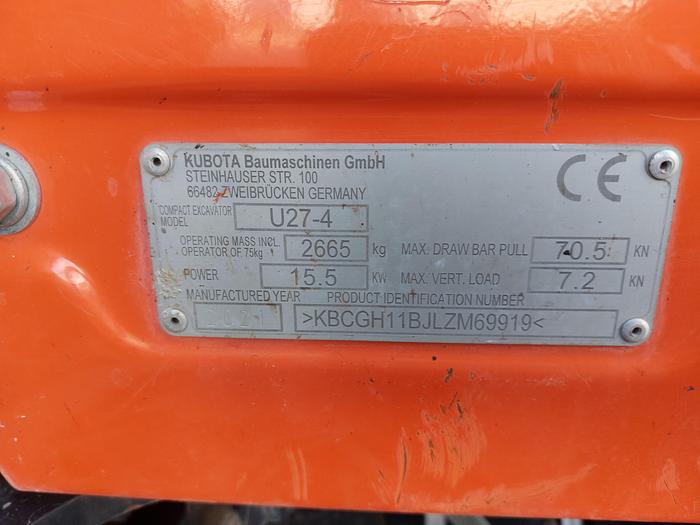 KUBOTA Baumaschinen GmbH
STEINHAUSER STR. 100
66482 ZWEIBRÜCKEN GERMANY
CE
COMPACT EXCAVATOR MODEL U27-4
OPERATING MASS INCL. OPERATOR OF 75kg 2665 kg MAX. DRAW BAR PULL 70.5 KN
POWER 15.5 KW MAX. VERT. LOAD 7.2 KN
MANUFACTURED YEAR PRODUCT IDENTIFICATION NUMBER
2021 >KBCGH11BJLZM69919<